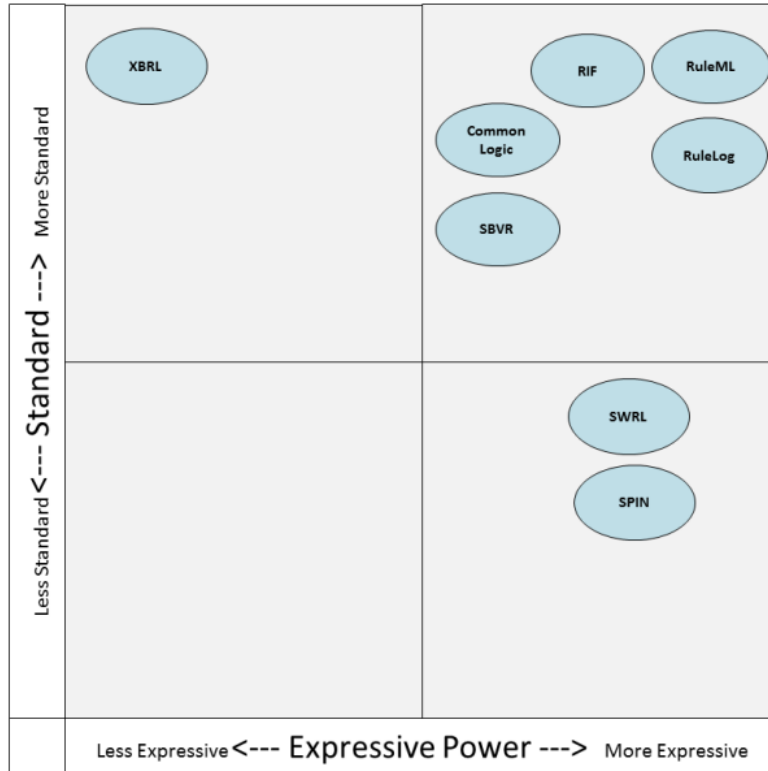 XBRL
RIF
RuleML
Common
Logic
RuleLog
SBVR
SWRL
SPIN
Less Standard <--- Standard ---> More Standard
Less Expressive <--- Expressive Power ---> More Expressive